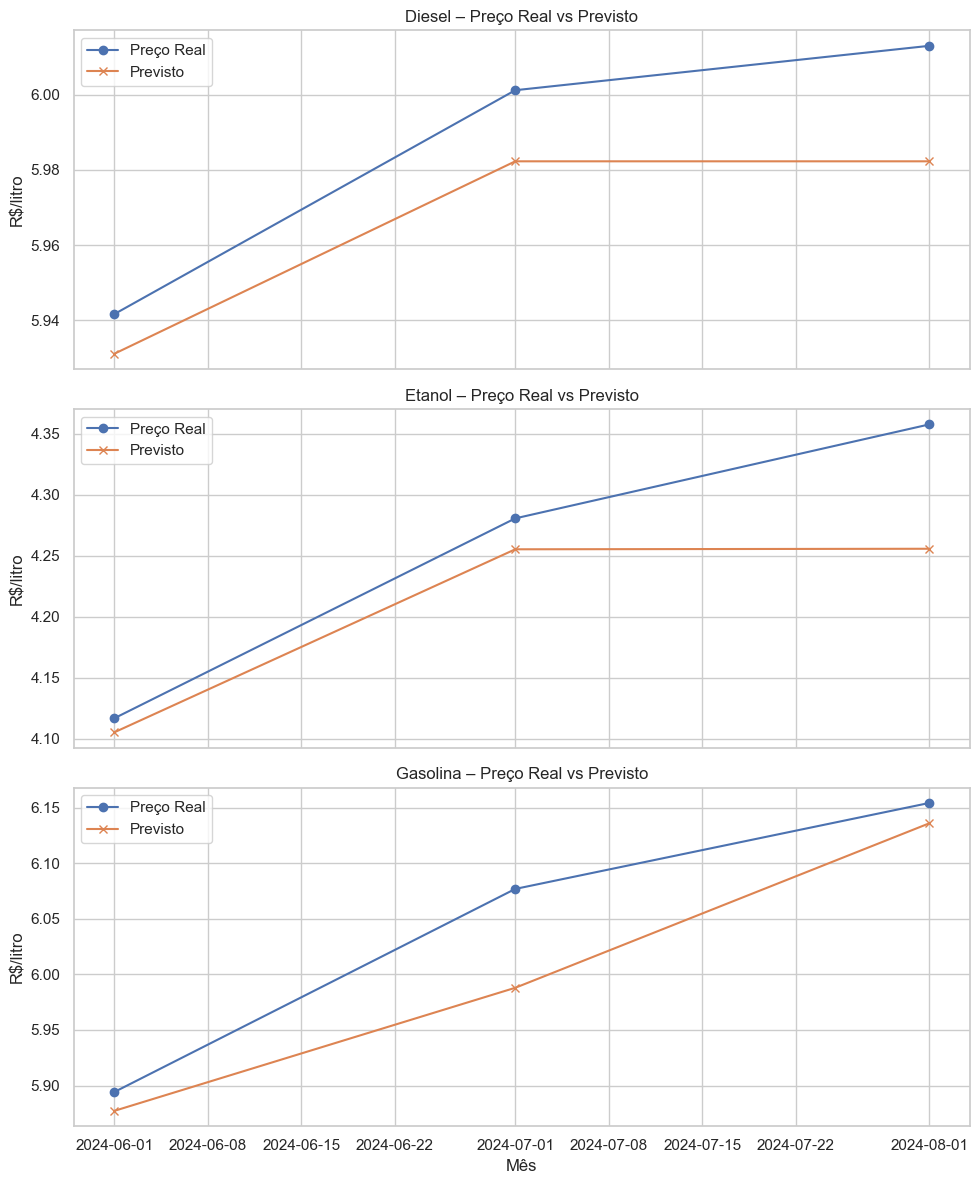 Diesel – Preço Real vs Previsto
Preço Real
Previsto
R$/litro
6.00
5.98
5.96
5.94
Etanol – Preço Real vs Previsto
Preço Real
Previsto
R$/litro
4.35
4.30
4.25
4.20
4.15
4.10
Gasolina – Preço Real vs Previsto
Preço Real
Previsto
R$/litro
6.15
6.10
6.05
6.00
5.95
5.90
2024-06-01 2024-06-08 2024-06-15 2024-06-22 2024-07-01 2024-07-08 2024-07-15 2024-07-22 2024-08-01
Mês